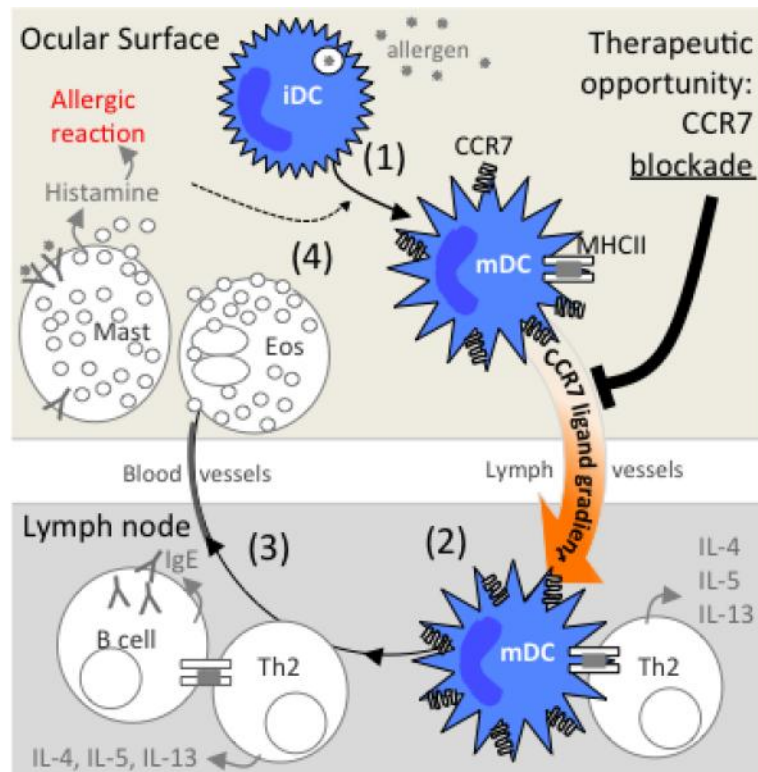 Ocular Surface
allergen
Therapeutic
opportunity:
CCR7
blockade
Allergic
reaction
iDC
(1)
CCR7
Histamine
MHCII
mDC
(4)
Mast
Eos
CCR7 ligand gradient
Blood vessels
Lymph vessels
Lymph node
(3)
(2)
IgE
IL-4
IL-5
IL-13
B cell
Th2
mDC
Th2
IL-4, IL-5, IL-13